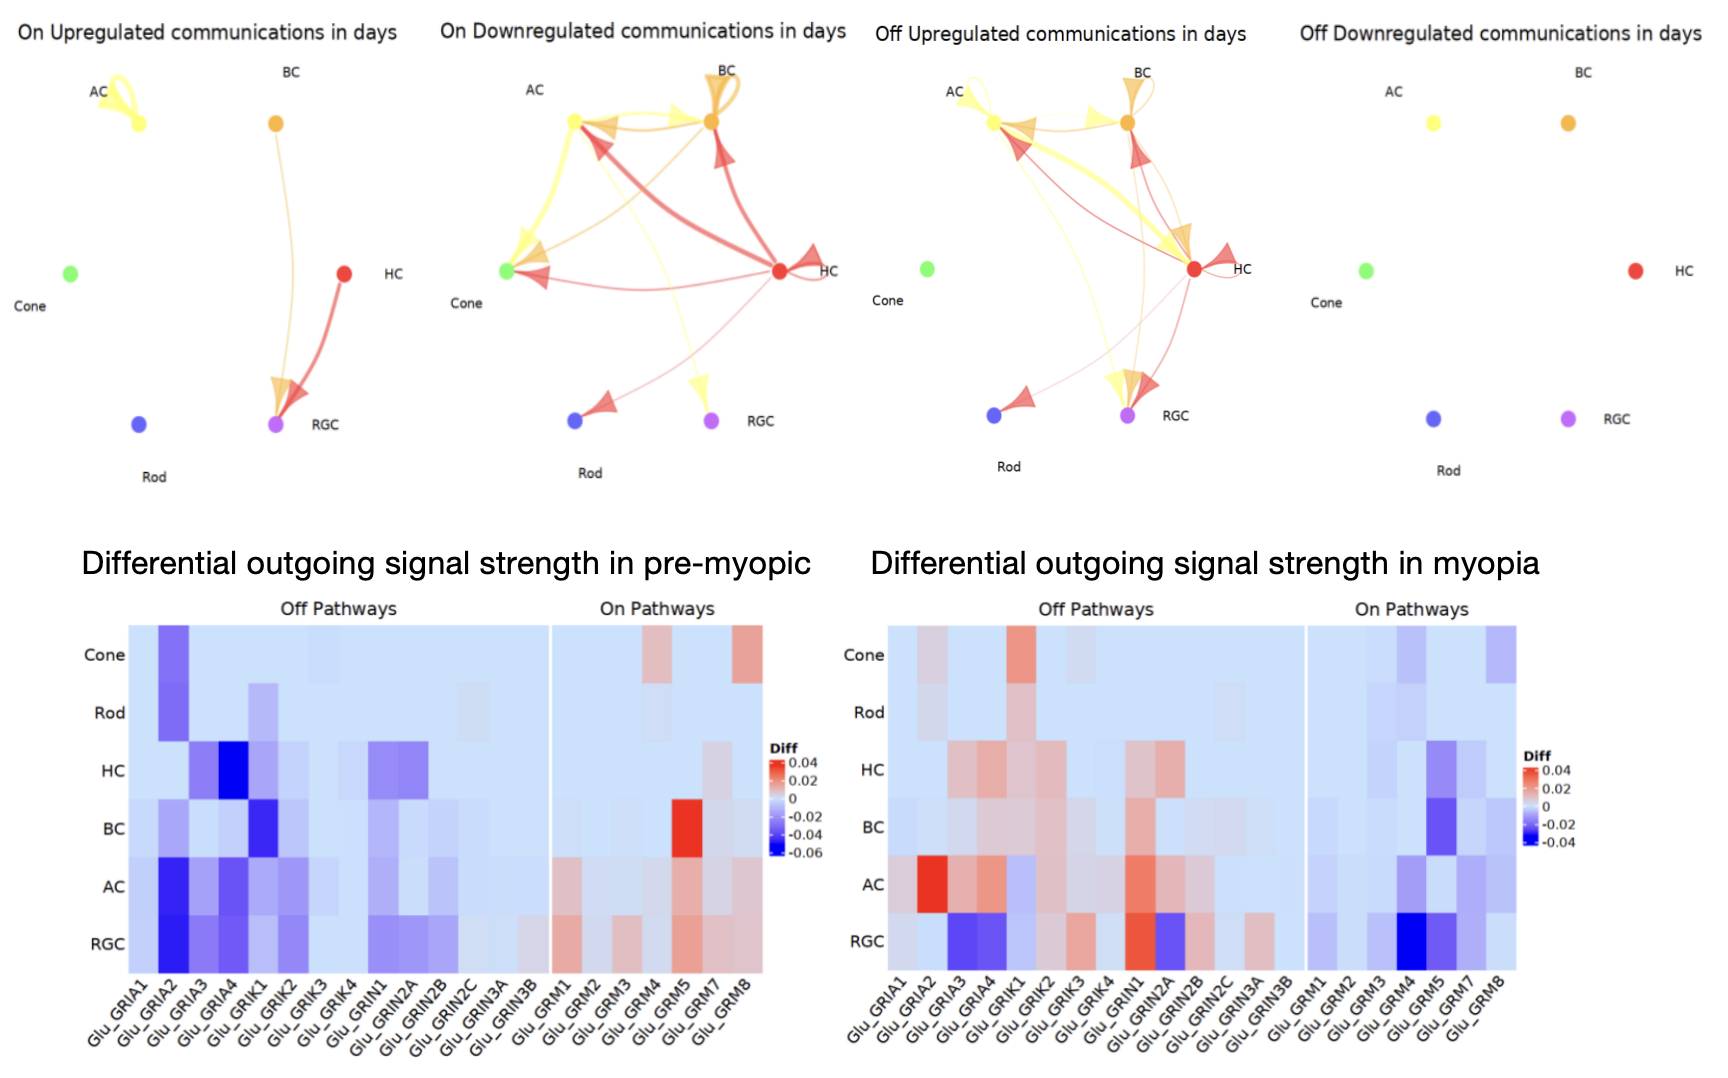 On Upregulated communications in days
On Downregulated communications in days
Off Upregulated communications in days
Off Downregulated communications in days
AC
BC
Cone
HC
RGC
Rod
AC
BC
Cone
HC
RGC
Rod
AC
BC
Cone
HC
RGC
Rod
AC
BC
Cone
HC
RGC
Rod
Differential outgoing signal strength in pre-myopic
Off Pathways
On Pathways
Cone
Rod
HC
BC
AC
RGC
Glu_GRIA1
Glu_GRIA2
Glu_GRIA3
Glu_GRIA4
Glu_GRIK1
Glu_GRIK2
Glu_GRIK3
Glu_GRIK4
Glu_GRIN1
Glu_GRIN2A
Glu_GRIN2B
Glu_GRIN2C
Glu_GRIN3A
Glu_GRIN3B
Glu_GRM1
Glu_GRM2
Glu_GRM3
Glu_GRM4
Glu_GRM5
Glu_GRM7
Glu_GRM8
Diff
0.04
0.02
0
-0.02
-0.04
-0.06
Differential outgoing signal strength in myopia
Off Pathways
On Pathways
Cone
Rod
HC
BC
AC
RGC
Glu_GRIA1
Glu_GRIA2
Glu_GRIA3
Glu_GRIA4
Glu_GRIK1
Glu_GRIK2
Glu_GRIK3
Glu_GRIK4
Glu_GRIN1
Glu_GRIN2A
Glu_GRIN2B
Glu_GRIN2C
Glu_GRIN3A
Glu_GRIN3B
Glu_GRM1
Glu_GRM2
Glu_GRM3
Glu_GRM4
Glu_GRM5
Glu_GRM7
Glu_GRM8
Diff
0.04
0.02
0
-0.02
-0.04